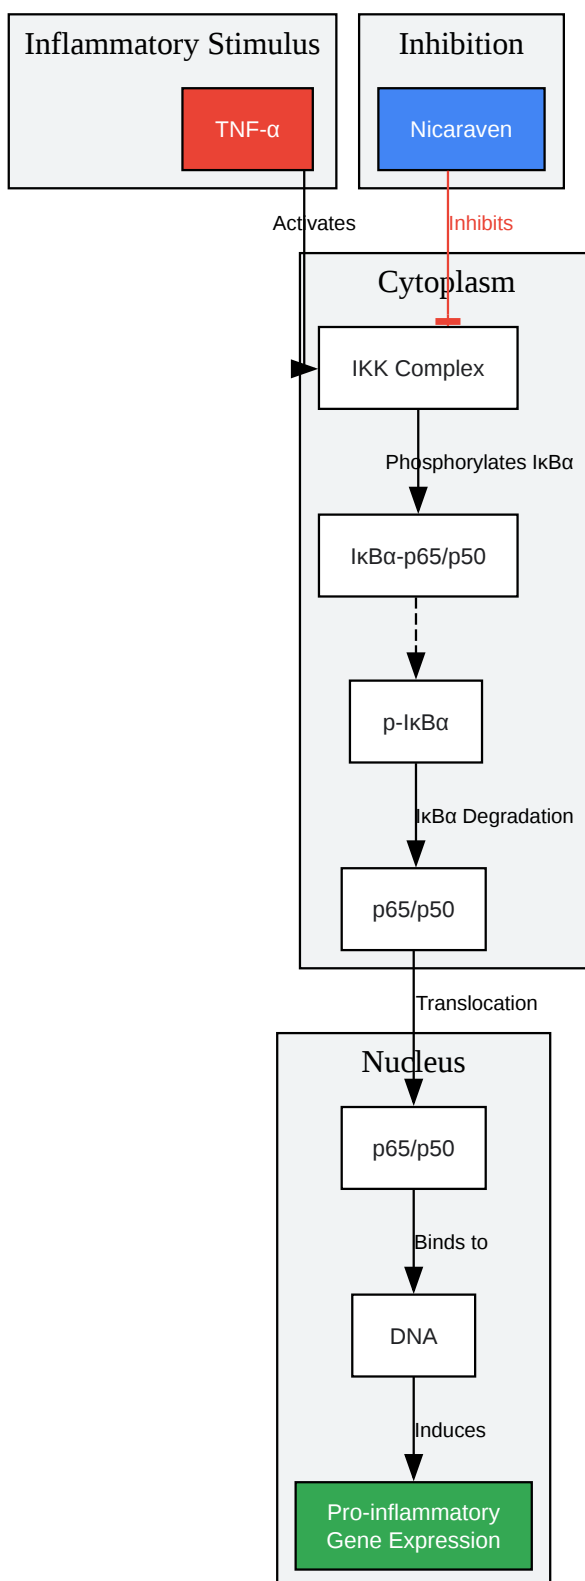 Inflammatory Stimulus
Inhibition
TNF-α
Nicaraven
Activates
Inhibits
Cytoplasm
IKK Complex
Phosphorylates IκBα
IκBα-p65/p50
p-IκBα
IκBα Degradation
p65/p50
Translocation
Nucleus
p65/p50
Binds to
DNA
Induces
Pro-inflammatory
Gene Expression